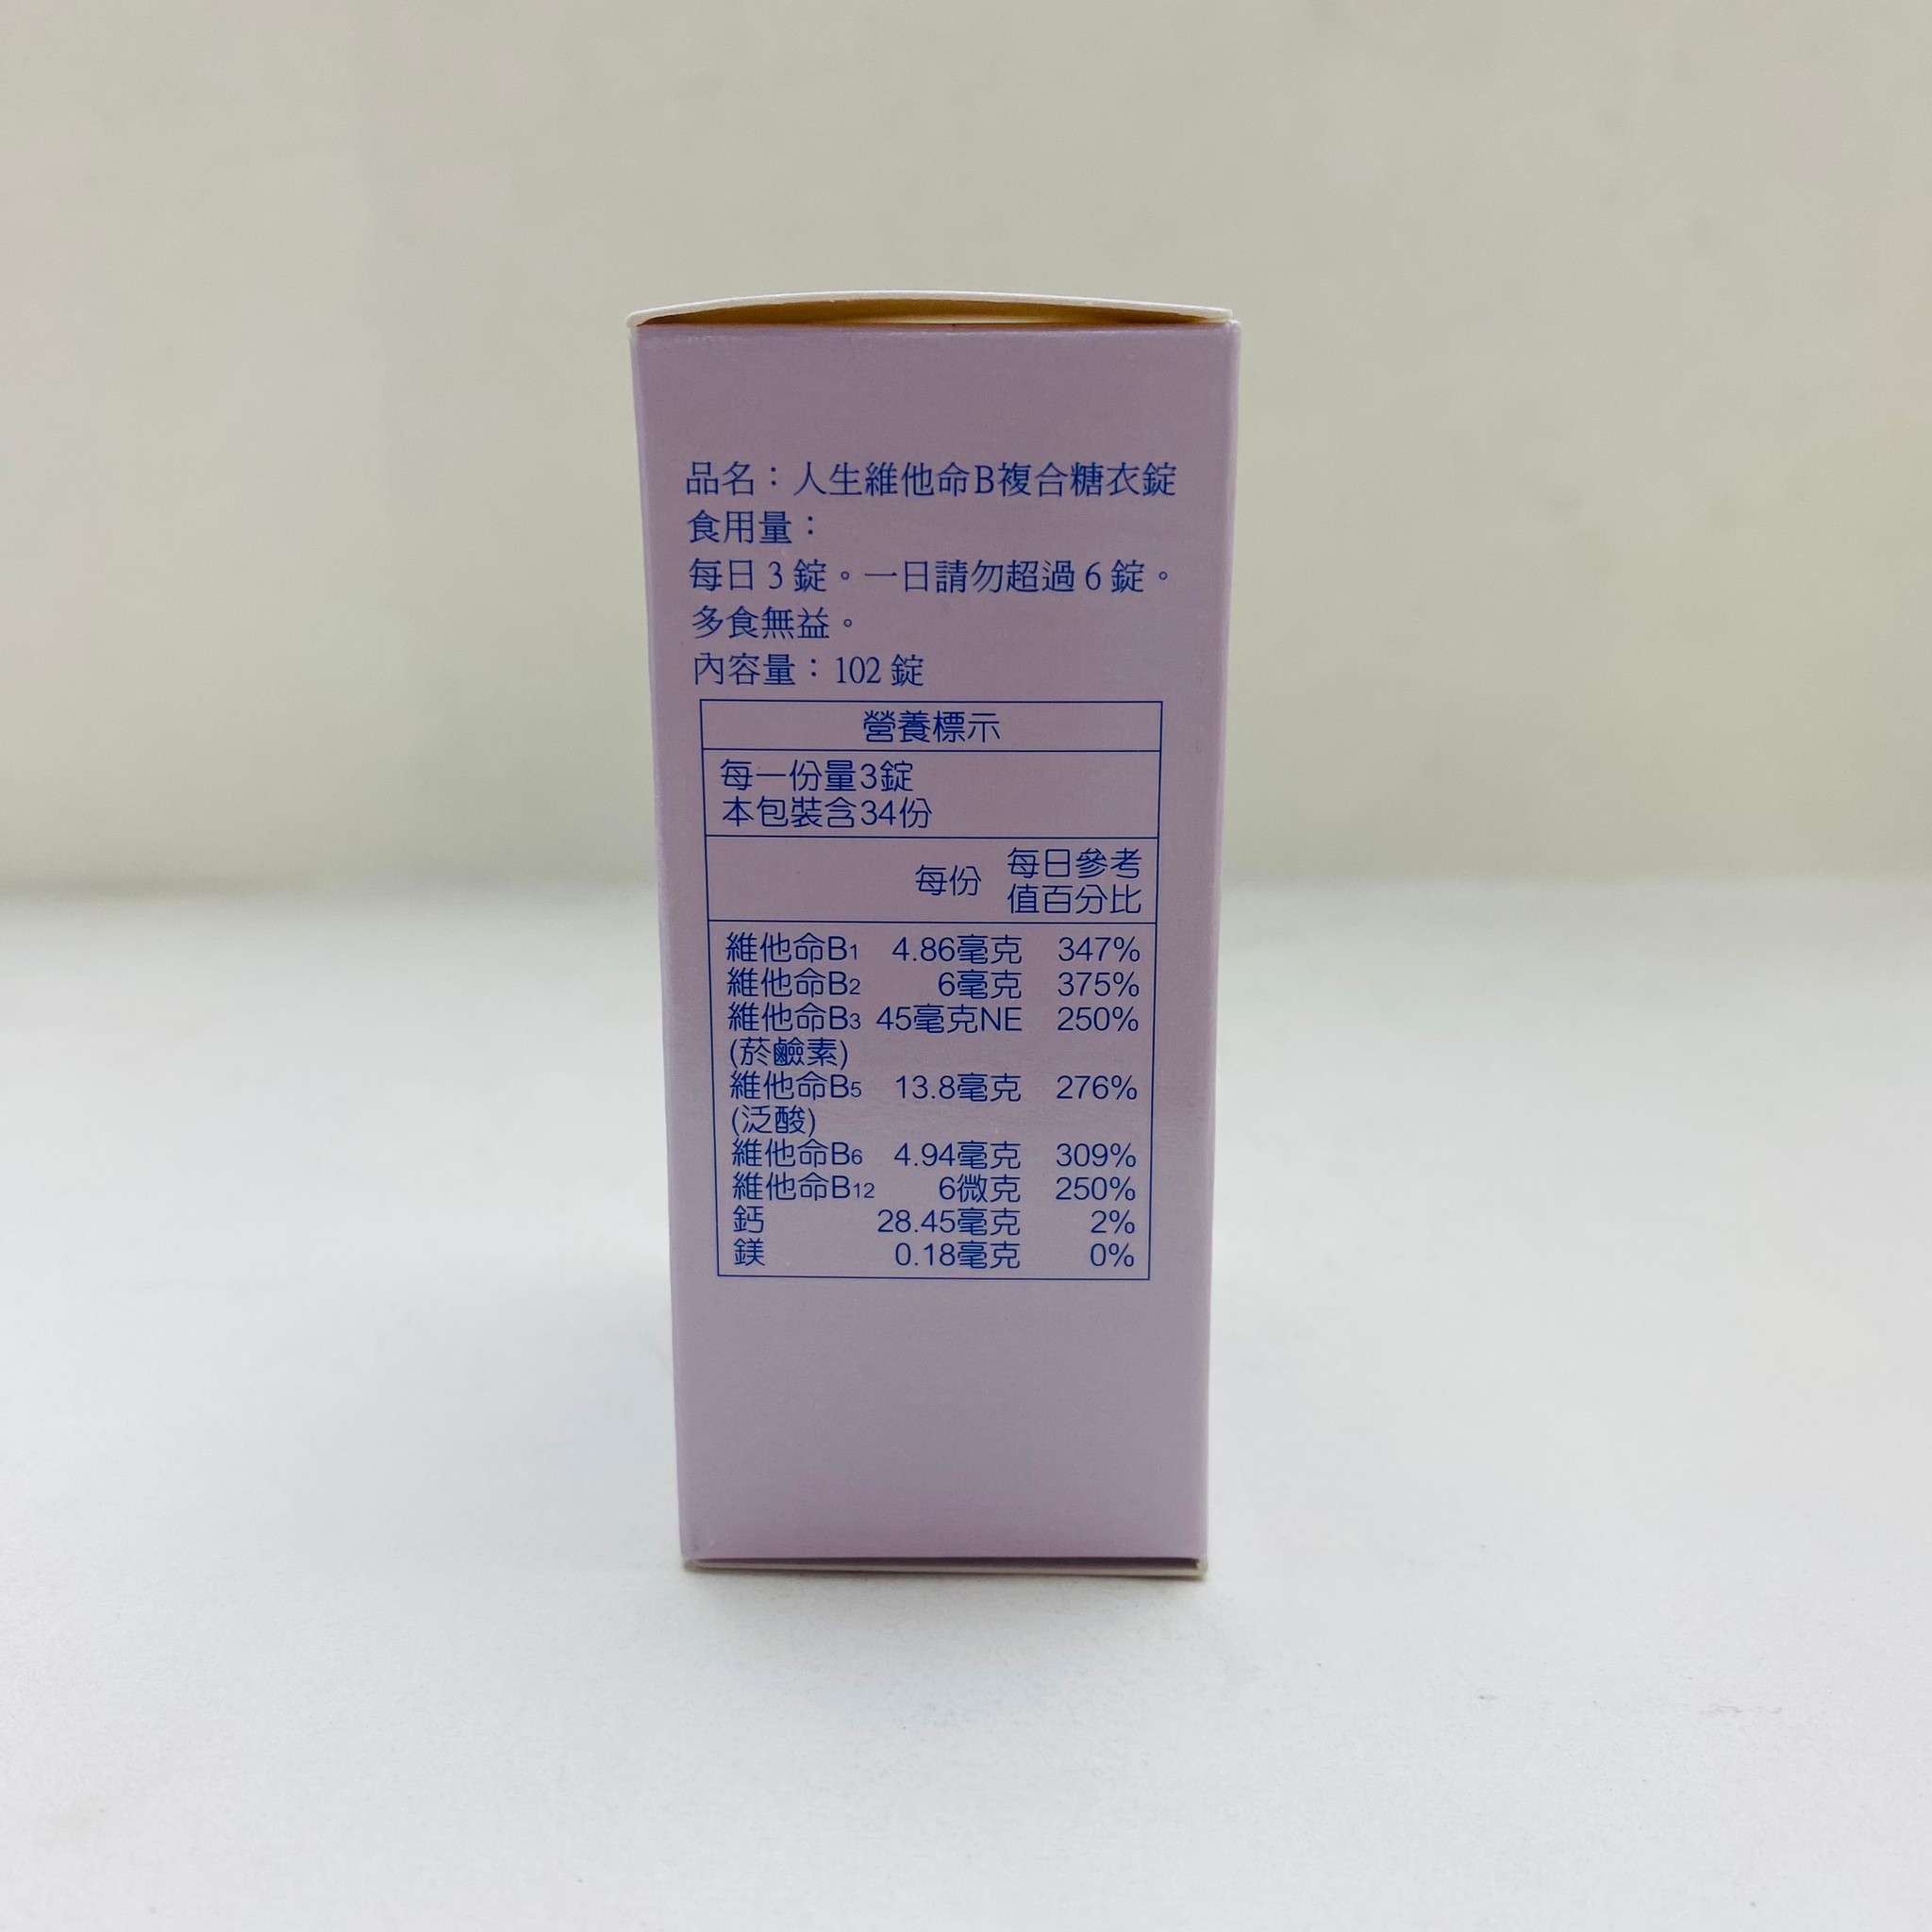 品名：人生維他命B複合糖衣錠
食用量：
每日3錠。一日請勿超過6錠。
多食無益。
內容量：102錠
營養標示
每一份量3錠
本包裝含34份
每份 每日參考值百分比
維他命B1 4.86毫克 347%
維他命B2 6毫克 375%
維他命B3 45毫克NE 250%
(菸鹼素)
維他命B5 13.8毫克 276%
(泛酸)
維他命B6 4.94毫克 309%
維他命B12 6微克 250%
鈣 28.45毫克 2%
鎂 0.18毫克 0%